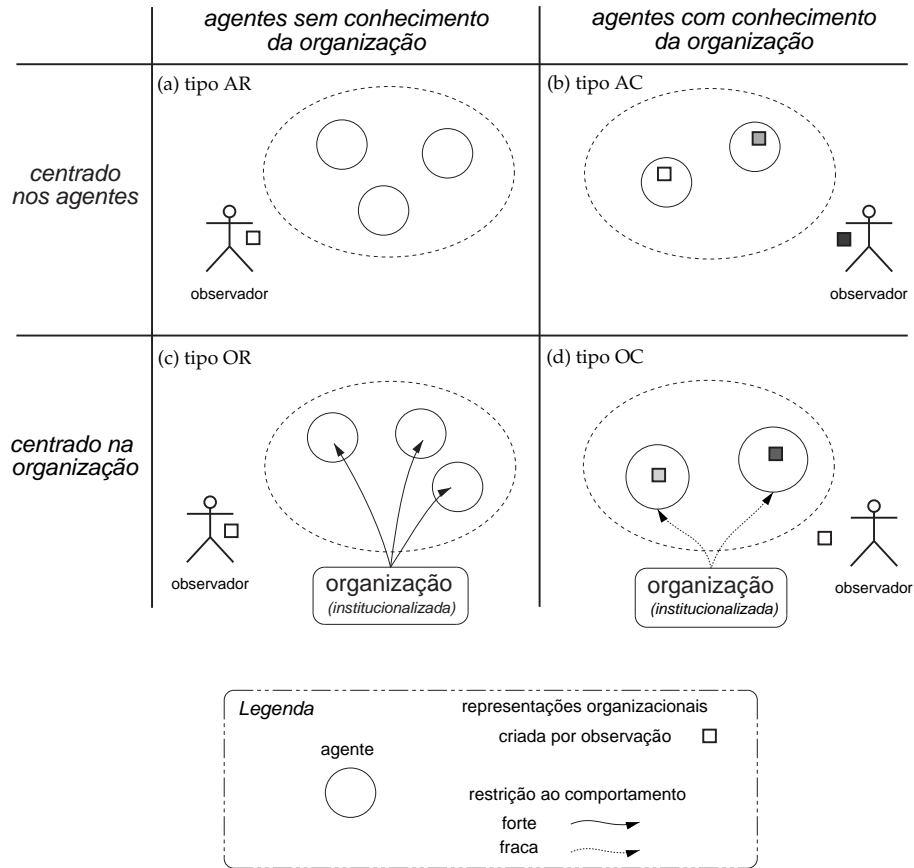 agentes sem conhecimento
da organização
agentes com conhecimento
da organização
centrado
nos agentes
(a) tipo AR
observador
(b) tipo AC
observador
centrado na
organização
(c) tipo OR
observador
organização
(institucionalizada)
(d) tipo OC
organização
(institucionalizada)
observador
Legenda
agente
representações organizacionais
criada por observação
restrição ao comportamento
forte
fraca